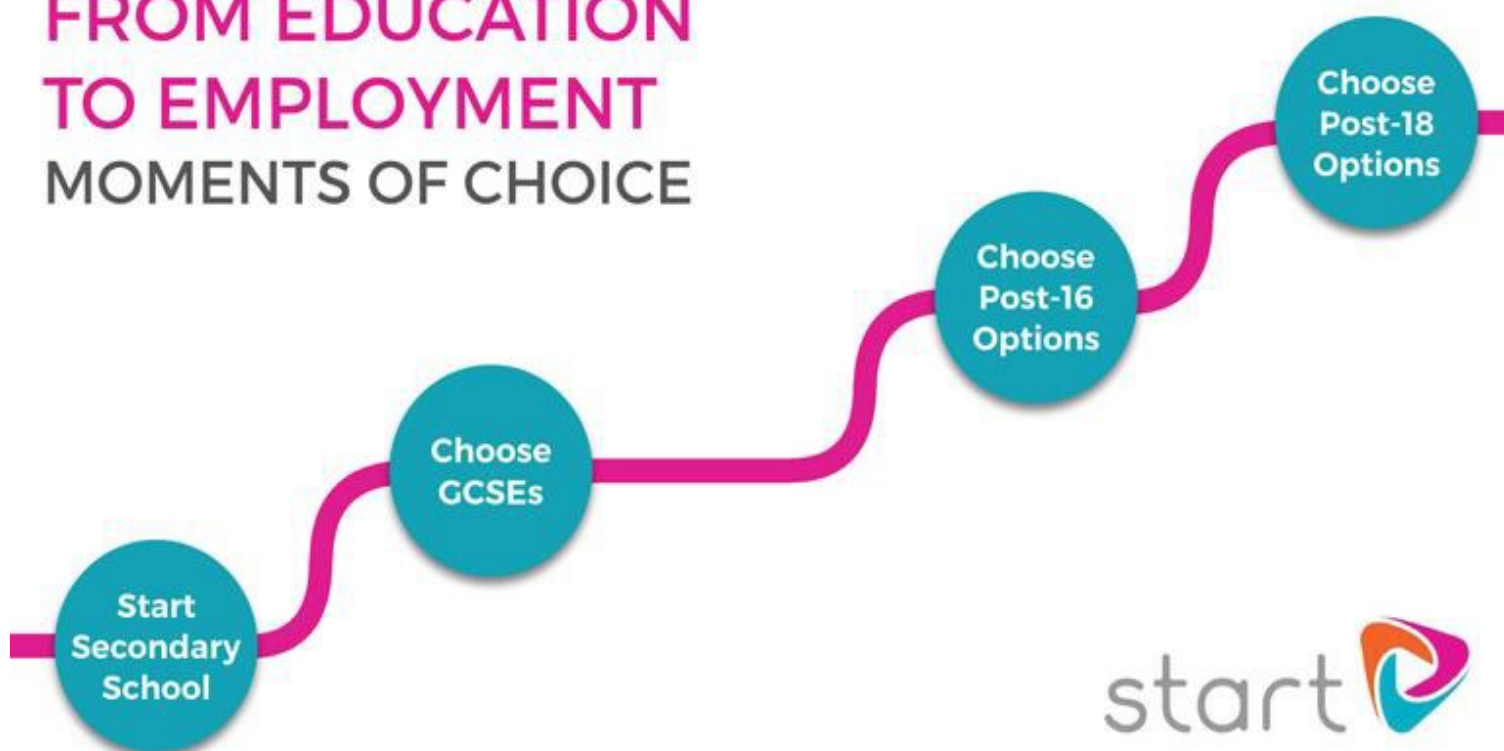 FROM EDUCATION
TO EMPLOYMENT
MOMENTS OF CHOICE
Choose
Post-18
Options
Choose
Post-16
Options
Choose
GCSEs
Start
Secondary
School
start